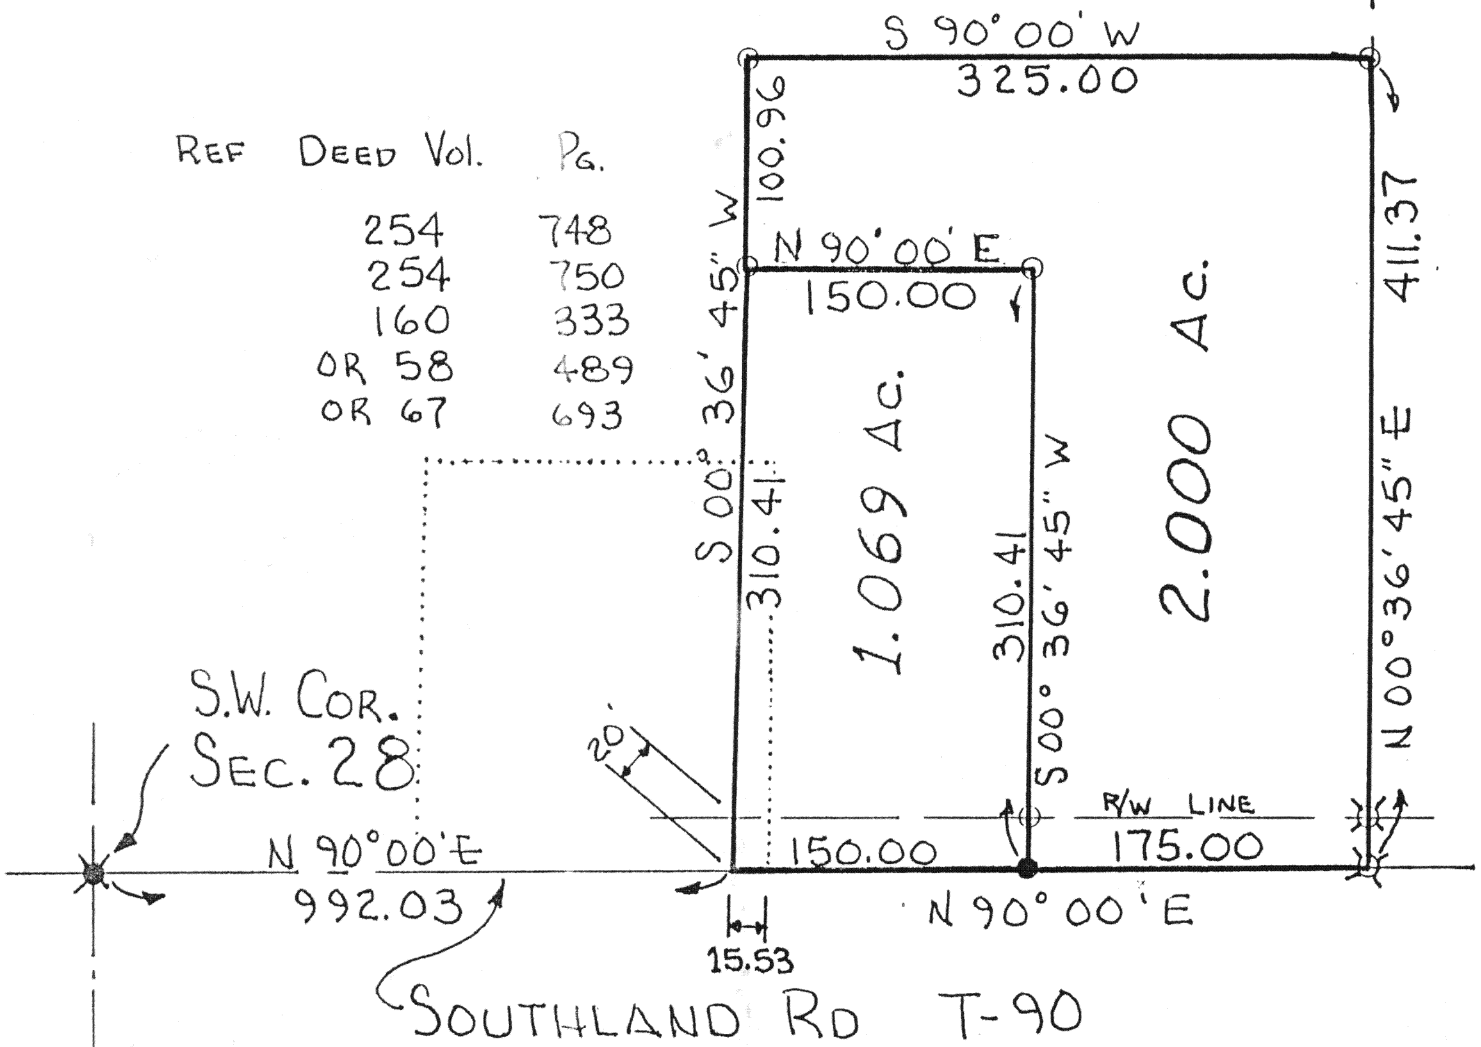 S 90° 00' W
325.00
100.96
REF DEED Vol. PG.
254 748
254 750
160 333
OR 58 489
OR 67 693
N 90° 00' E
150.00
S 00° 36' 45" W
310.41
1.069 Ac.
310.41
S 00° 36' 45" W
2.000 Ac.
411.37
N 00° 36' 45" E
S.W. COR.
SEC. 28
20'
R/W LINE
N 90° 00' E
992.03
150.00
175.00
N 90° 00' E
15.53
SOUTHLAND RD T-90